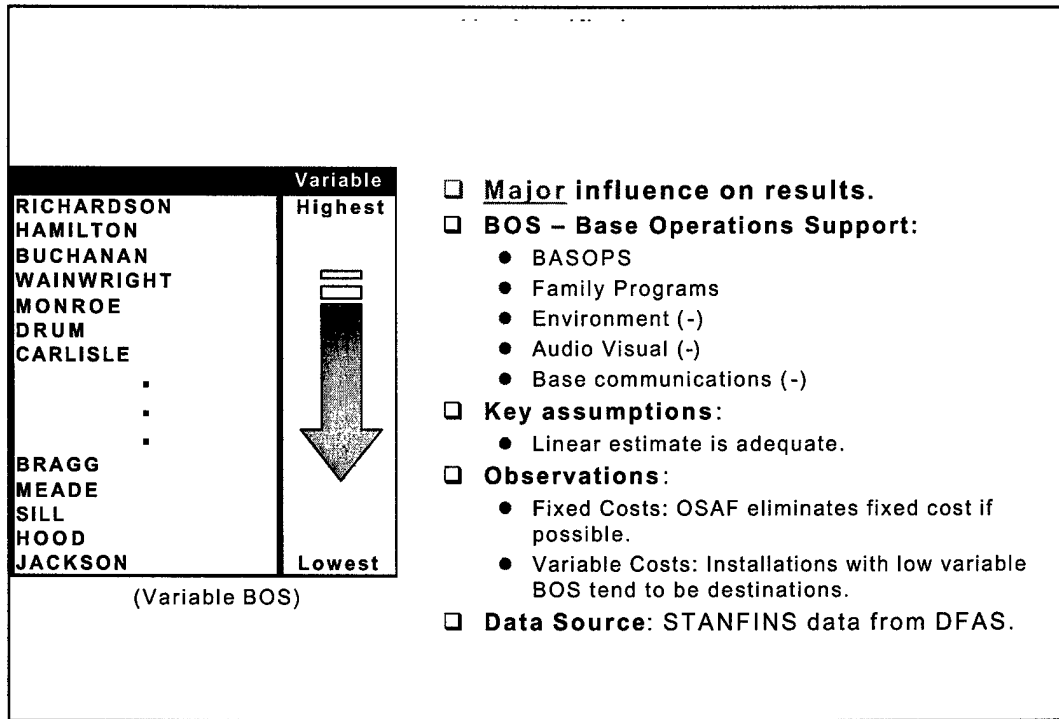 Variable
RICHARDSON Highest
HAMILTON
BUCHANAN
WAINWRIGHT
MONROE
DRUM
CARLISLE
BRAGG
MEADE
SILL
HOOD
JACKSON Lowest
(Variable BOS)
Major influence on results.
BOS – Base Operations Support:
BASOPS
Family Programs
Environment (-)
Audio Visual (-)
Base communications (-)
Key assumptions:
Linear estimate is adequate.
Observations:
Fixed Costs: OSAF eliminates fixed cost if
possible.
Variable Costs: Installations with low variable
BOS tend to be destinations.
Data Source: STANFINS data from DFAS.